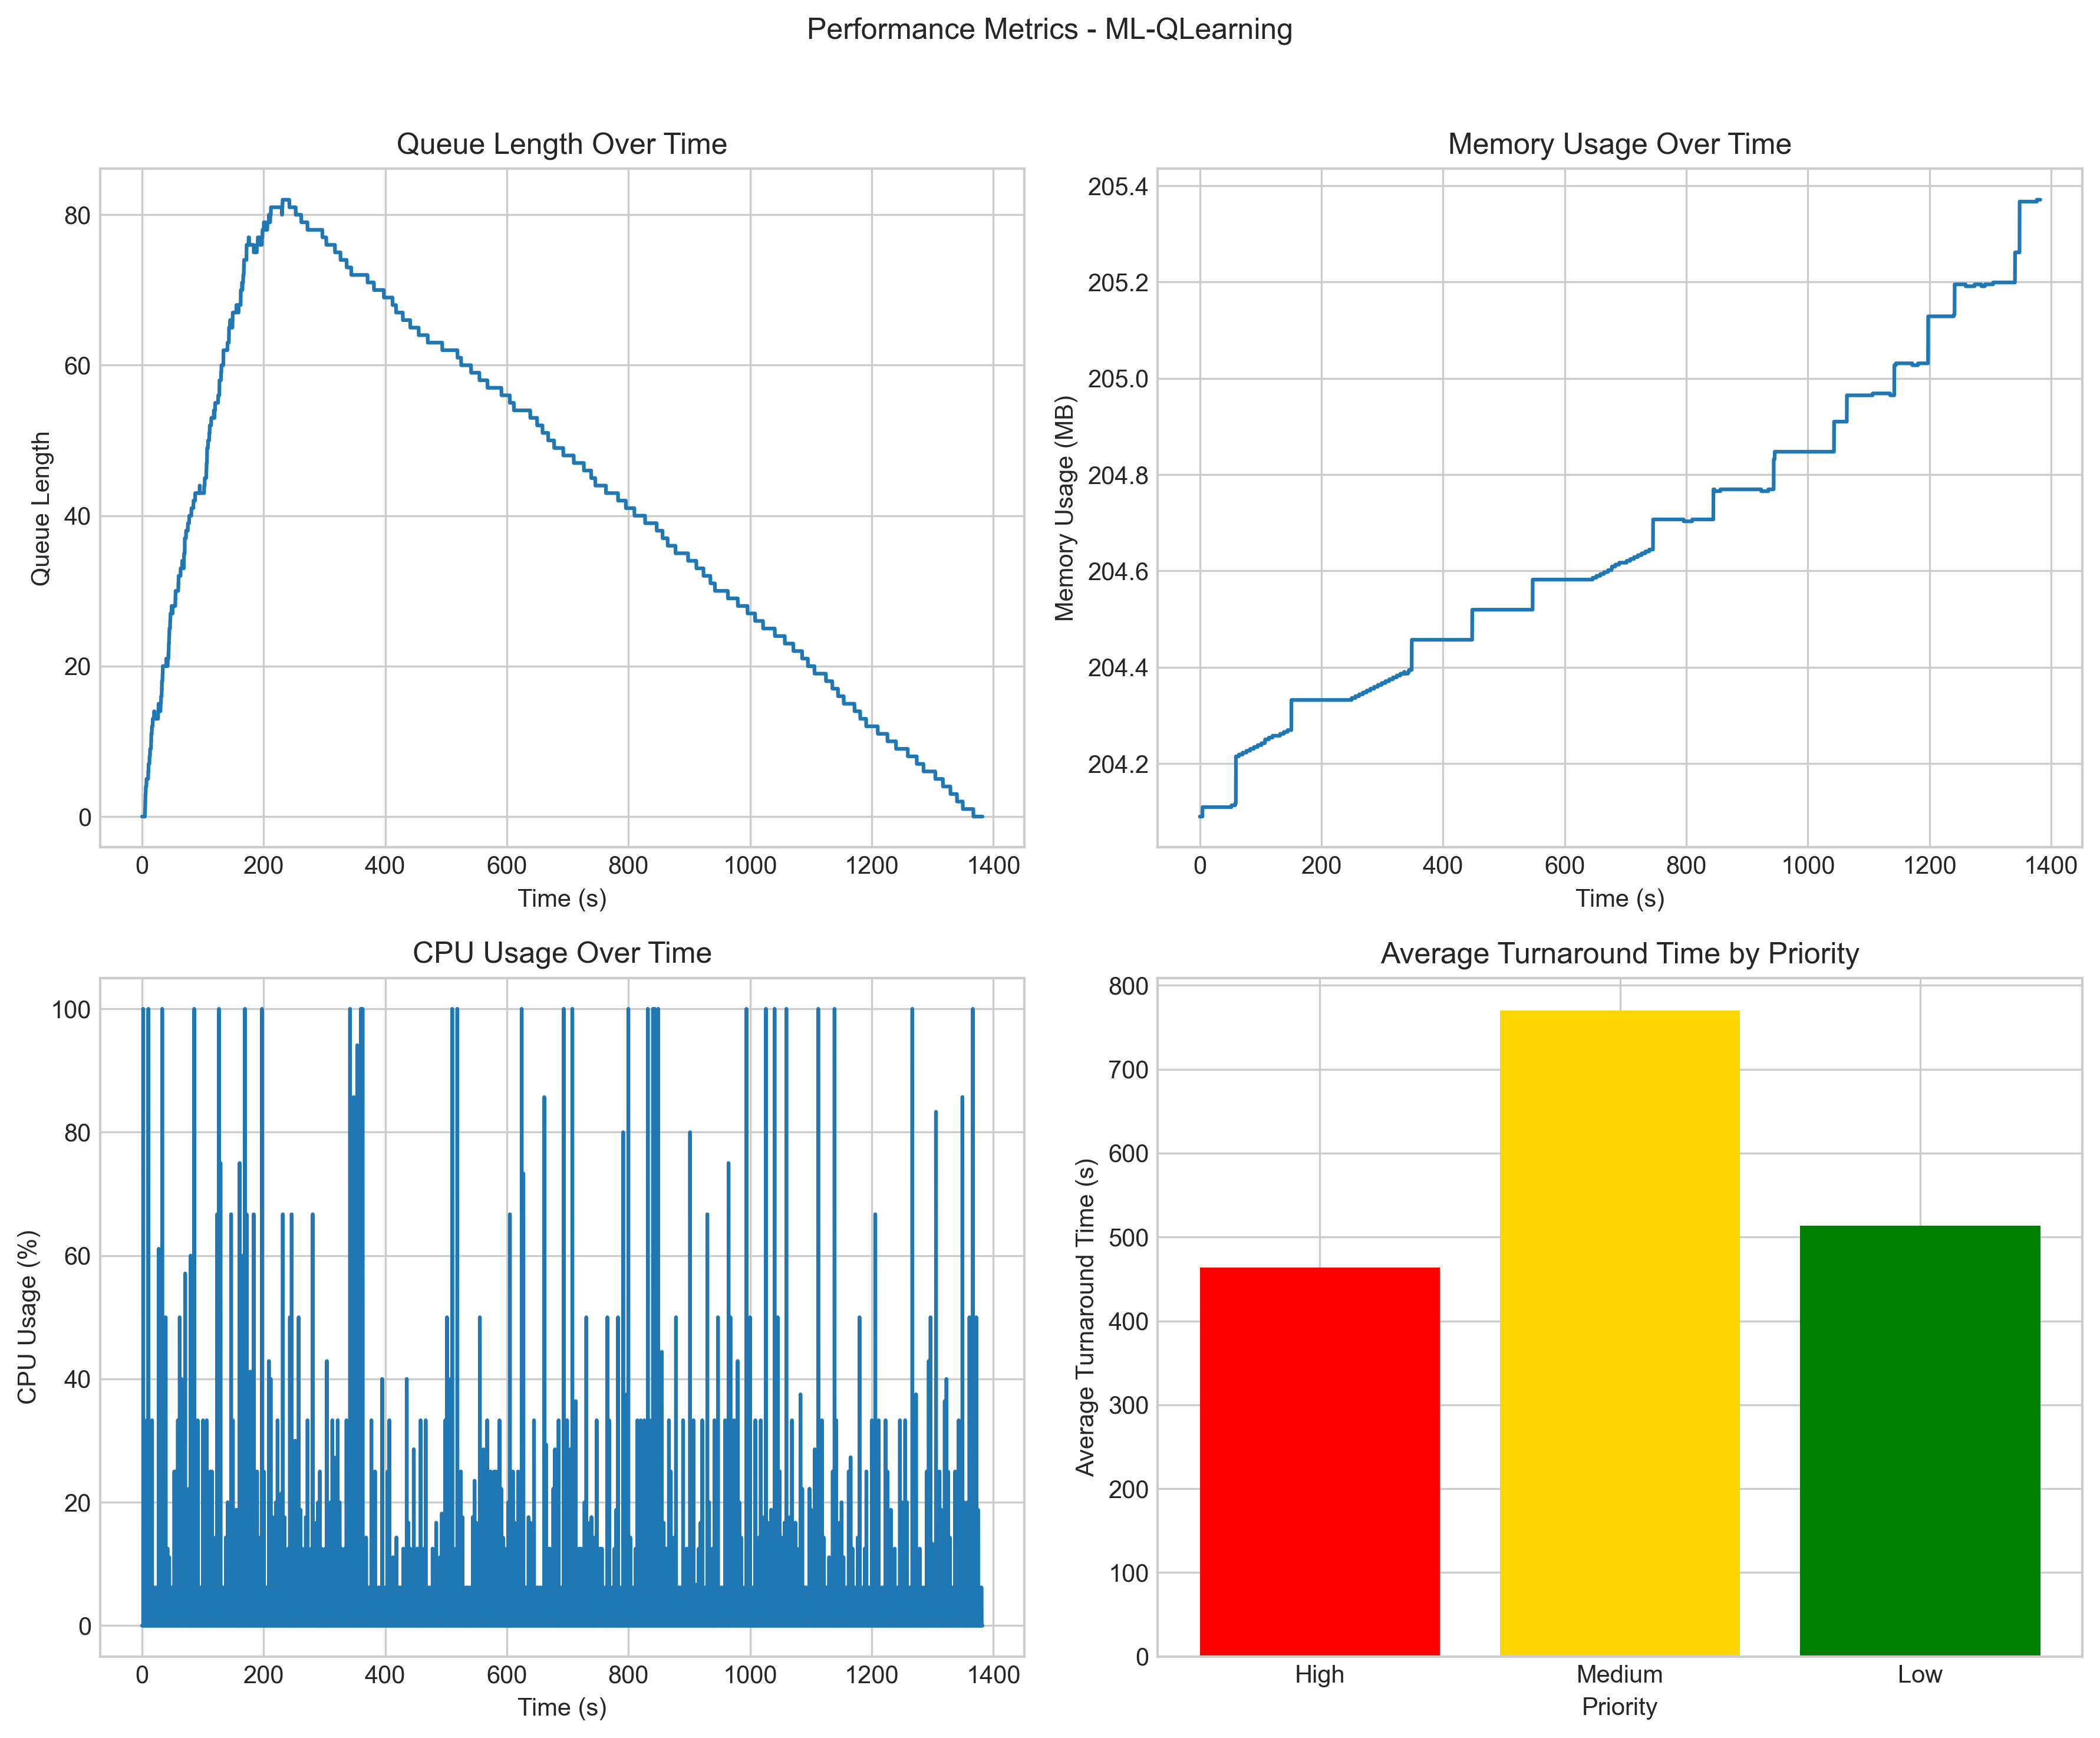 Performance Metrics - ML-QLearning
Queue Length Over Time
80
60
40
20
0
Queue Length
0 200 400 600 800 1000 1200 1400
Time (s)
Memory Usage Over Time
205.4
205.2
205.0
204.8
204.6
204.4
204.2
Memory Usage (MB)
0 200 400 600 800 1000 1200 1400
Time (s)
CPU Usage Over Time
100
80
60
40
20
0
CPU Usage (%)
0 200 400 600 800 1000 1200 1400
Time (s)
Average Turnaround Time by Priority
800
700
600
500
400
300
200
100
0
Average Turnaround Time (s)
High Medium Low
Priority